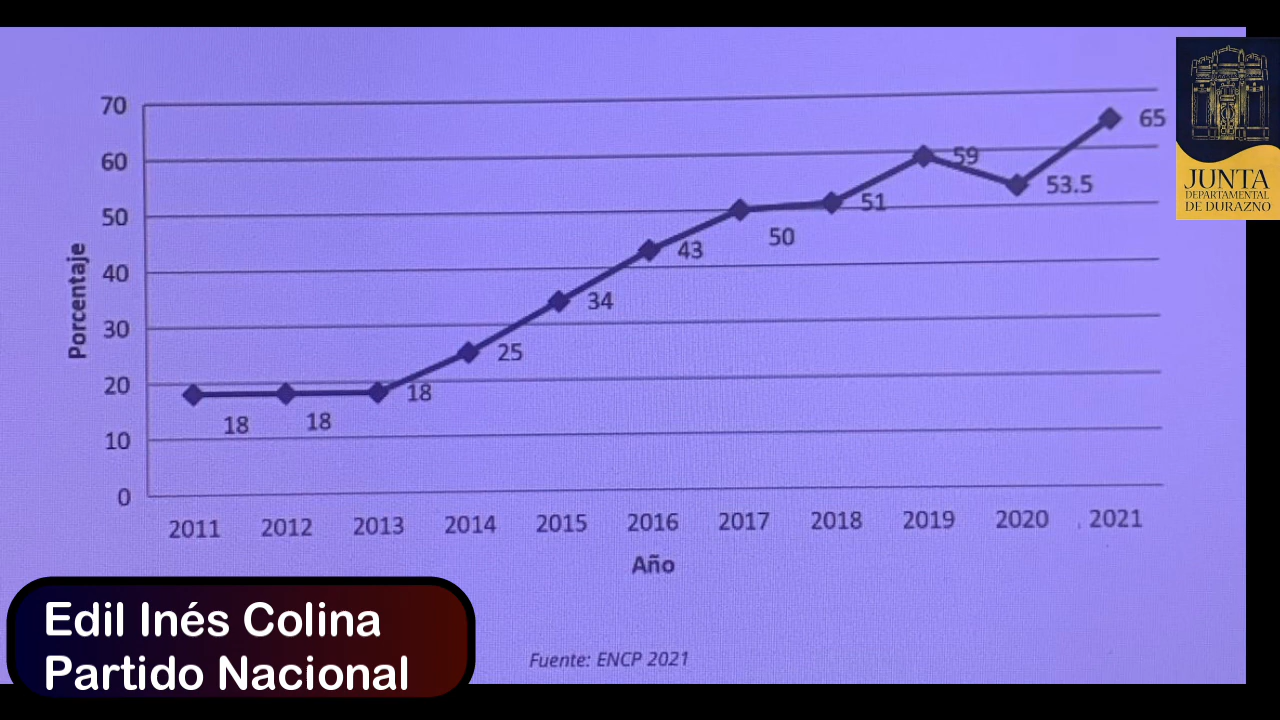 70
60
50
40
30
20
10
0
Porcentaje
18
18
18
25
34
43
50
51
59
53.5
65
2011 2012 2013 2014 2015 2016 2017 2018 2019 2020 2021
Año
Fuente: ENCP 2021
JUNTA
DEPARTAMENTAL
DE DURAZNO
Edil Inés Colina
Partido Nacional